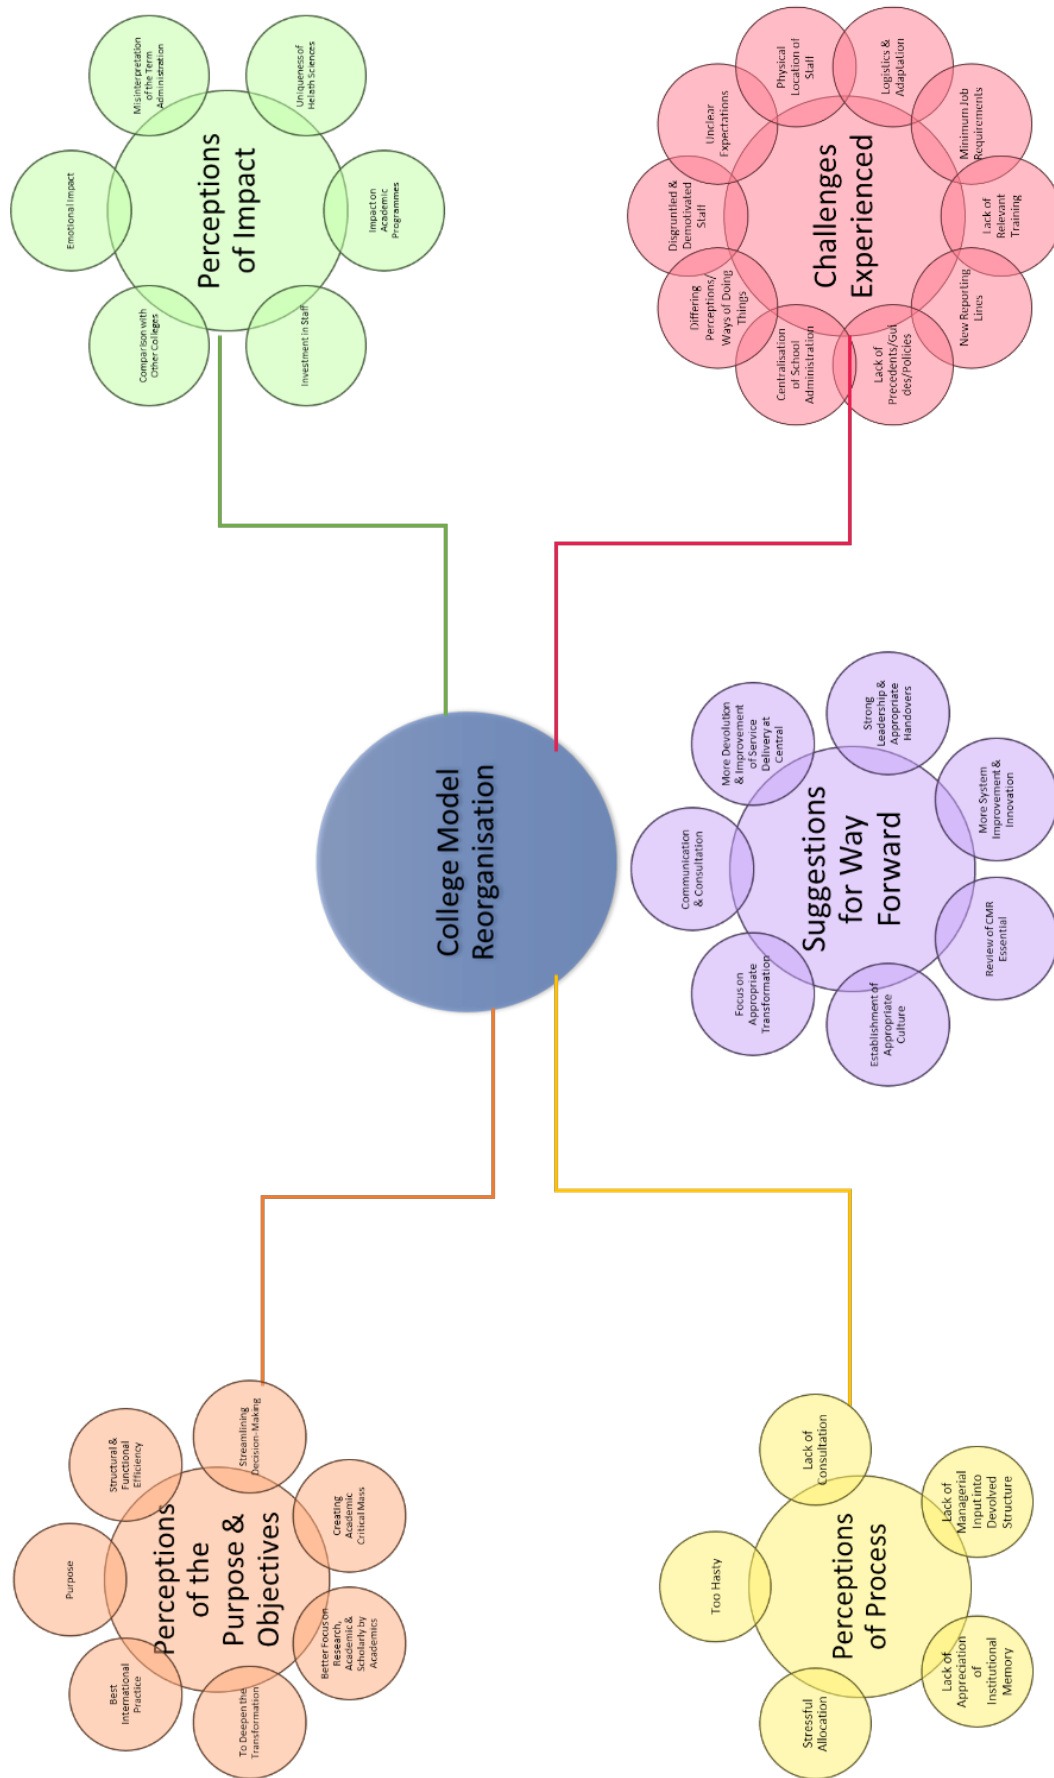 College Model
Reorganisation
Perceptions
of the
Purpose &
Objectives
Purpose
Structural &
Functional
Efficiency
Streamlining
Decision-Making
Creating
Academic
Critical Mass
Better Focus on
Research,
Academic &
Scholarly by
Academics
To Deepen the
Transformation
Best
International
Practice
Perceptions
of Impact
Emotional Impact
Misinterpretation
of the Term
Administration
Uniqueness of
Helath Sciences
Impact on
Academic
Programmes
Investment in Staff
Comparison with
Other Colleges
Perceptions
of Process
Too Hasty
Lack of
Consultation
Lack of
Managerial
Input into
Devolved
Structure
Lack of
Appreciation
of
Institutional
Memory
Stressful
Allocation
Suggestions
for Way
Forward
Communication
& Consultation
More Devolution
& Improvement
of Service
Delivery at
Central
Strong
Leadership &
Appropriate
Handovers
More System
Improvement &
Innovation
Review of CMR
Essential
Establishment of
Appropriate
Culture
Focus on
Appropriate
Transformation
Challenges
Experienced
Disgruntled &
Demotivated
Staff
Unclear
Expectations
Physical
Location of
Staff
Logistics &
Adaptation
Minimum Job
Requirements
Lack of
Relevant
Training
New Reporting
Lines
Lack of
Precedents/Gui
des/Policies
Centralisation
of School
Administration
Differing
Perceptions/
Ways of Doing
Things